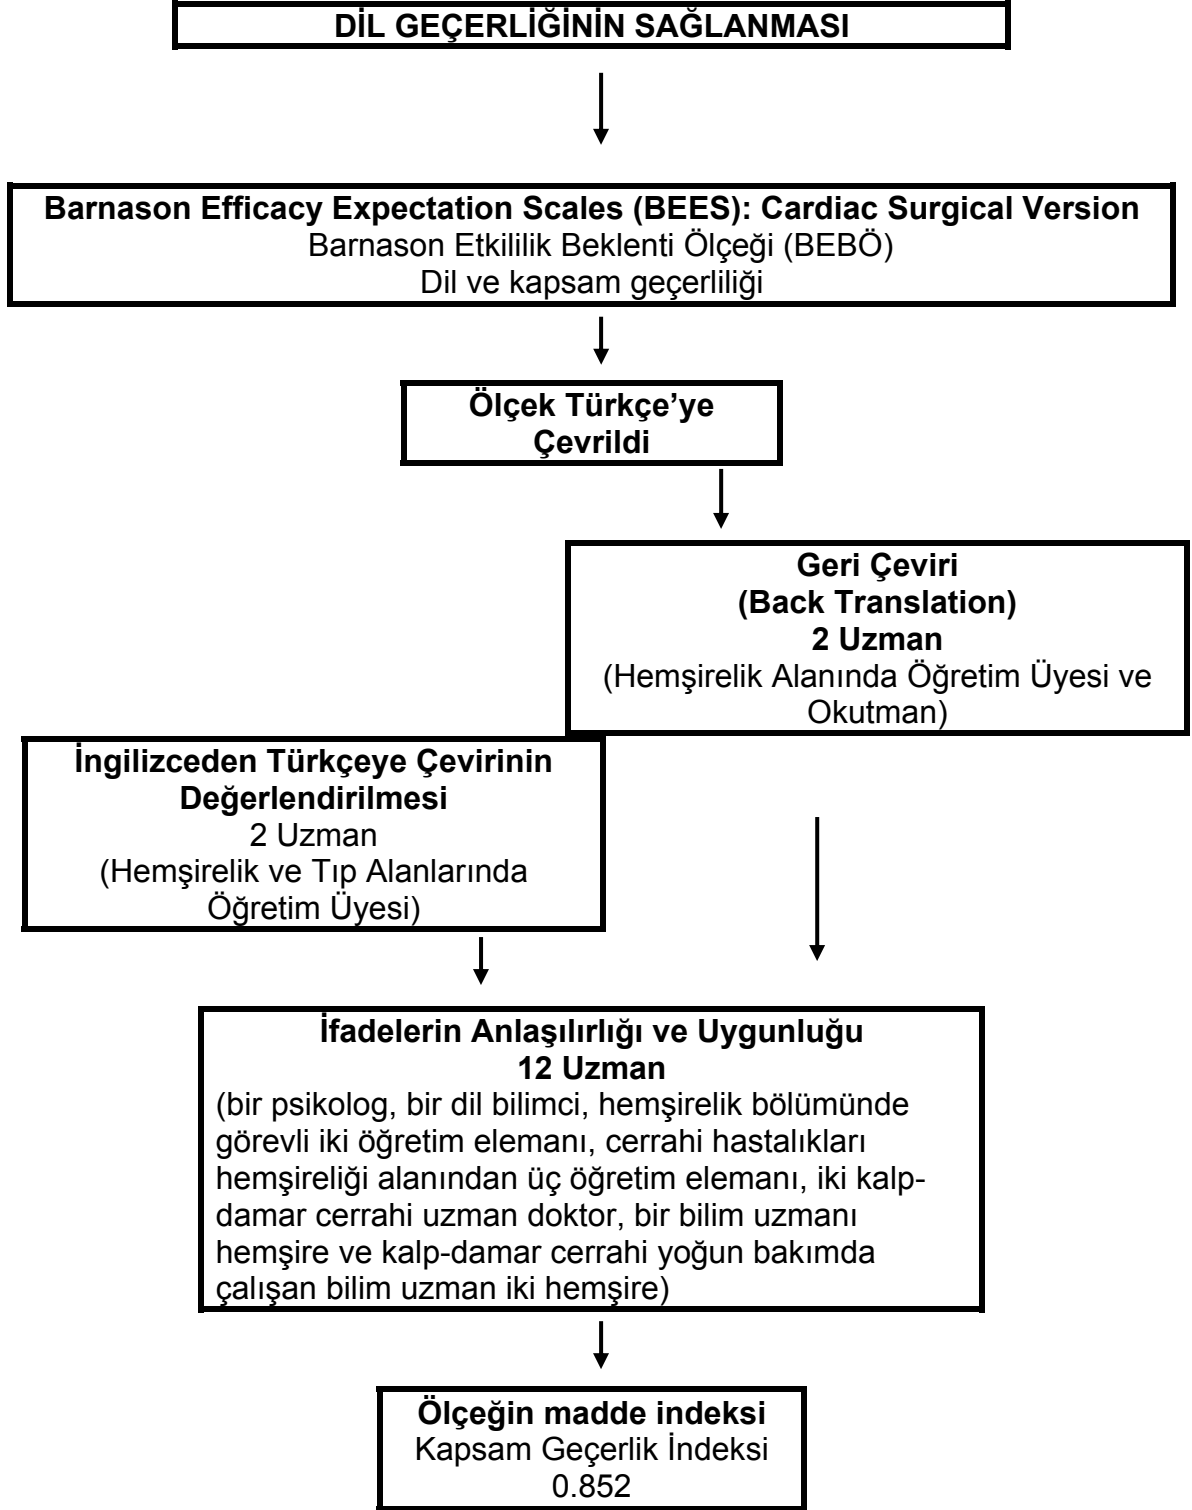 DİL GEÇERLİĞİNİN SAĞLANMASI
Barnason Efficacy Expectation Scales (BEES): Cardiac Surgical Version
Barnason Etkililik Beklenti Ölçeği (BEBÖ)
Dil ve kapsam geçerliliği
Ölçek Türkçe’ye
Çevrildi
Geri Çeviri
(Back Translation)
2 Uzman
(Hemşirelik Alanında Öğretim Üyesi ve
Okutman)
İngilizceden Türkçeye Çevirinin
Değerlendirilmesi
2 Uzman
(Hemşirelik ve Tıp Alanlarında
Öğretim Üyesi)
İfadelerin Anlaşılırlığı ve Uygunluğu
12 Uzman
(bir psikolog, bir dil bilimci, hemşirelik bölümünde
görevli iki öğretim elemanı, cerrahi hastalıkları
hemşireliği alanından üç öğretim elemanı, iki kalp-
damar cerrahi uzman doktor, bir bilim uzmanı
hemşire ve kalp-damar cerrahi yoğun bakımda
çalışan bilim uzman iki hemşire)
Ölçeğin madde indeksi
Kapsam Geçerlik İndeksi
0.852